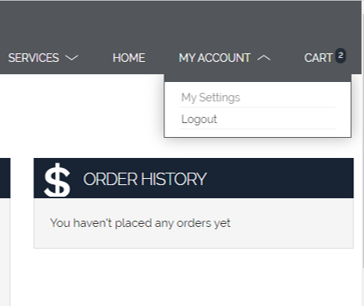 SERVICES HOME MY ACCOUNT CART 2
My Settings
Logout
$ ORDER HISTORY
You haven't placed any orders yet